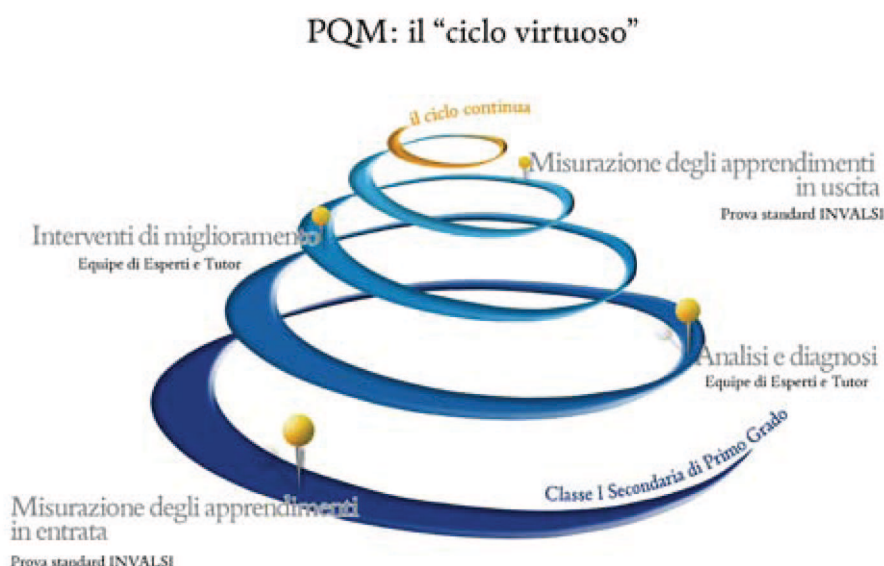 PQM: il “ciclo virtuoso”
il ciclo continua
Misurazione degli apprendimenti
in uscita
Prova standard INVALSI
Interventi di miglioramento
Equipe di Esperti e Tutor
Analisi e diagnosi
Equipe di Esperti e Tutor
Classe I Secondaria di Primo Grado
Misurazione degli apprendimenti
in entrata
Prova standard INVALSI